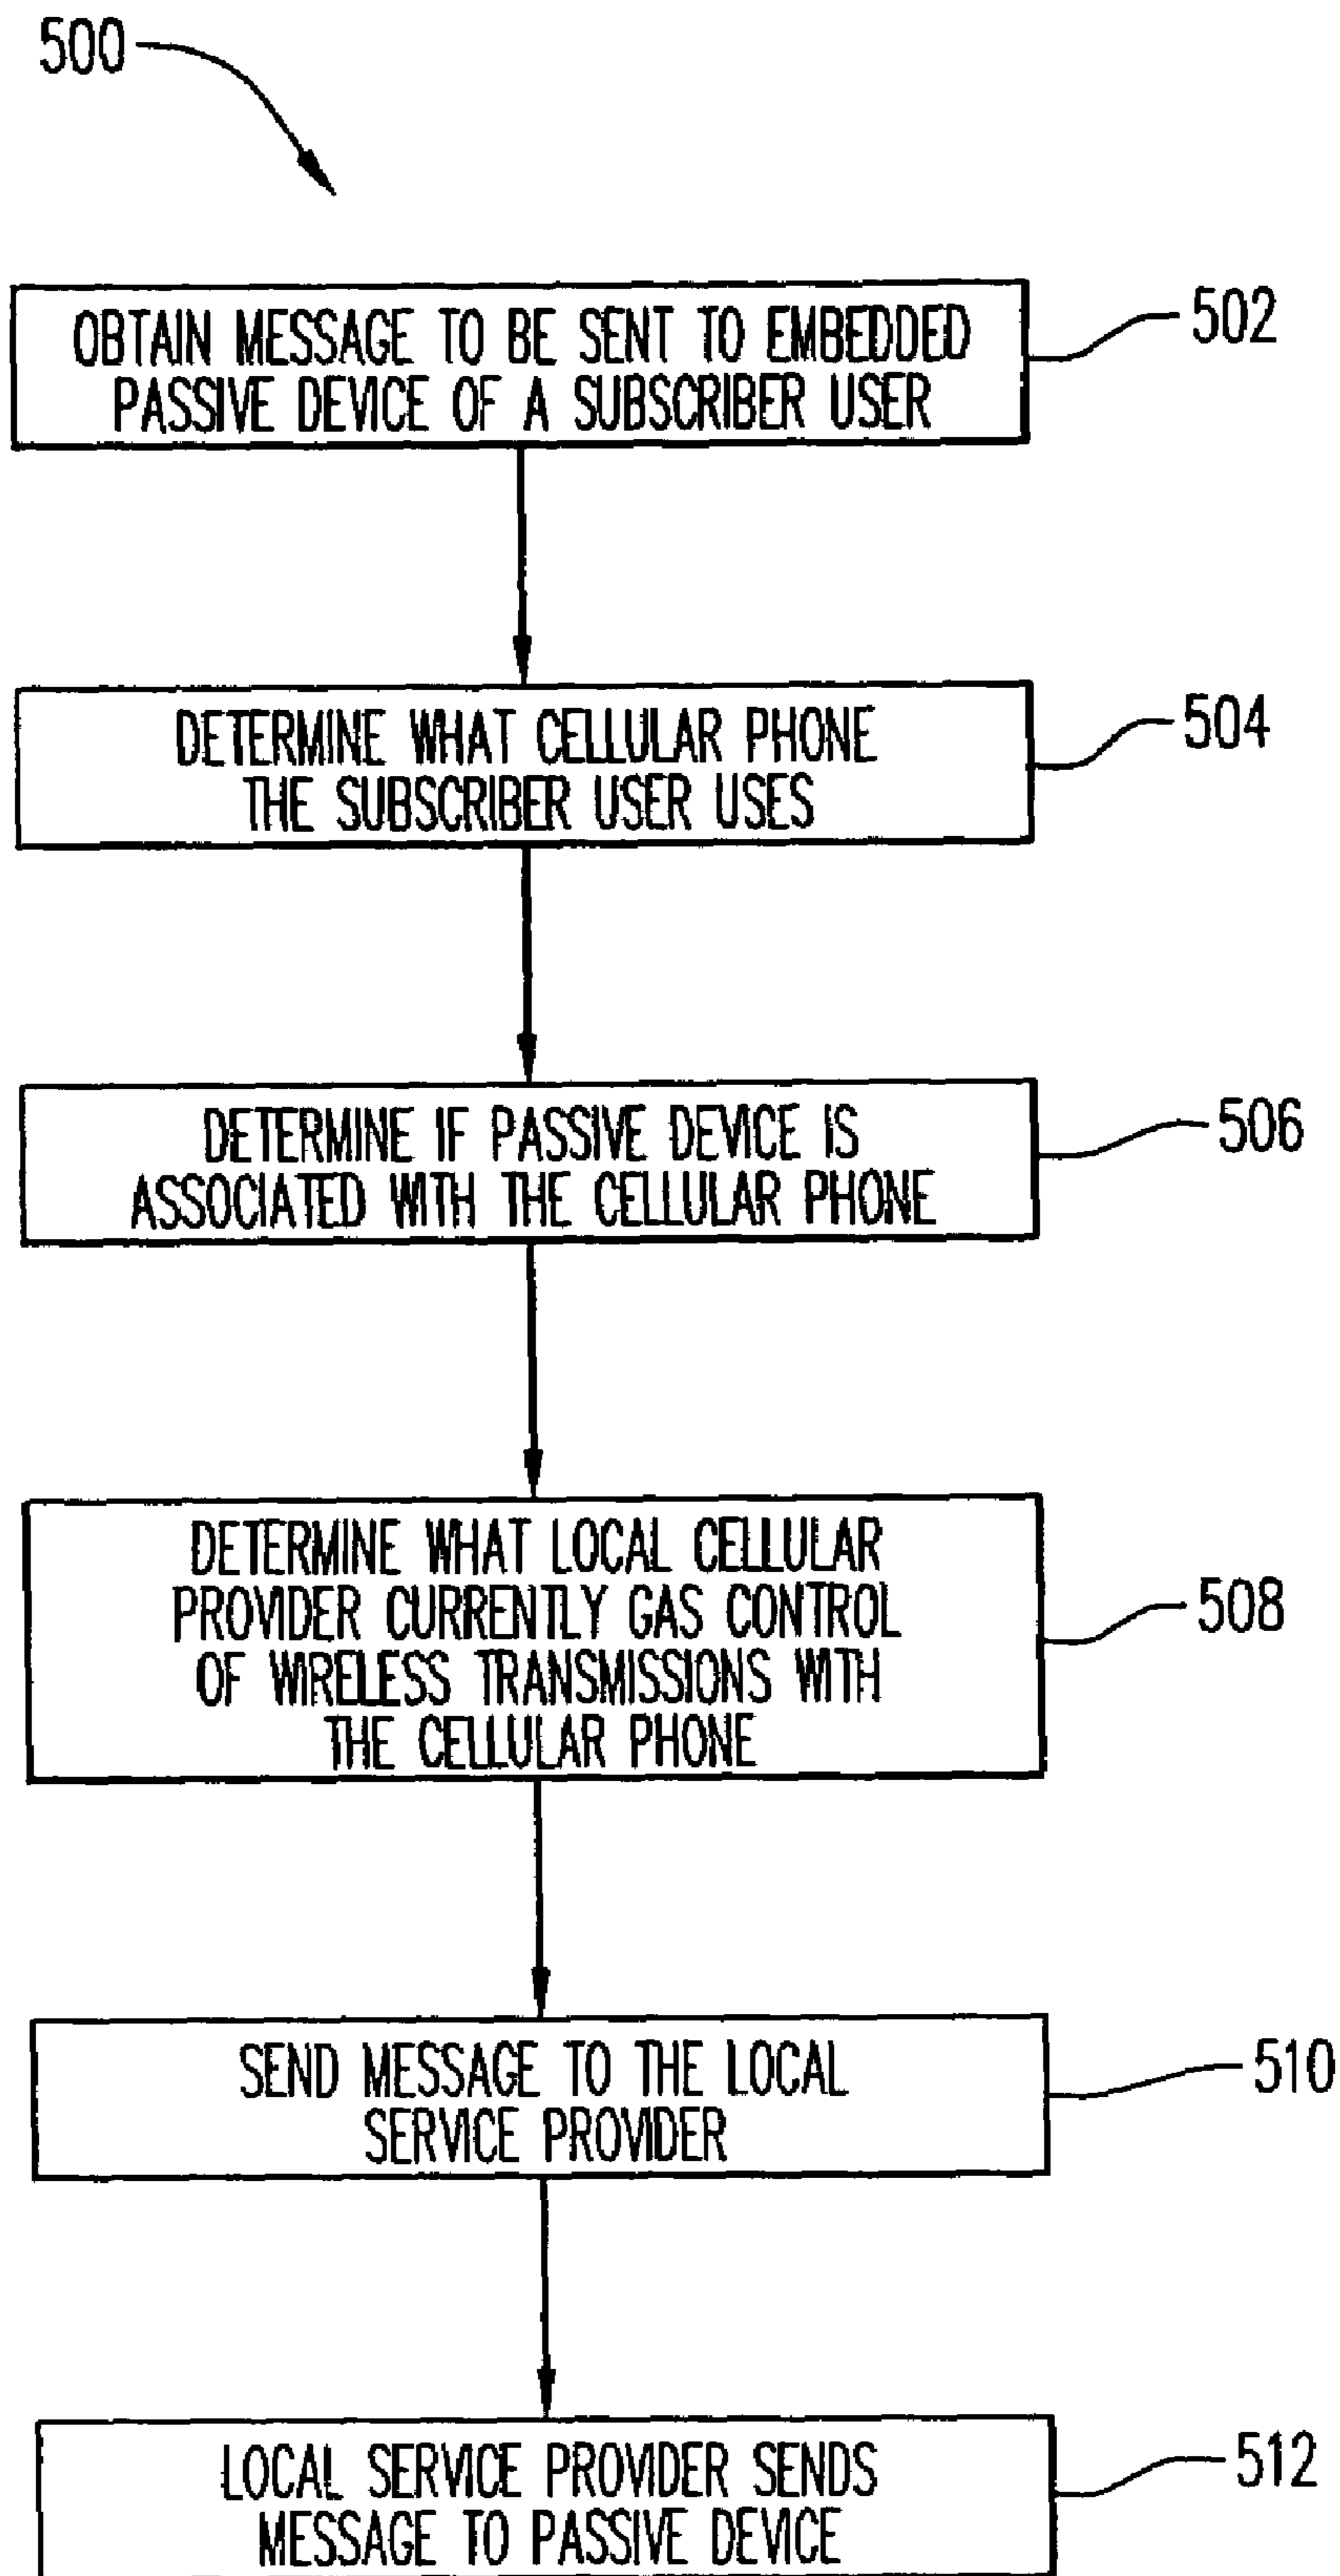 500
OBTAIN MESSAGE TO BE SENT TO EMBEDDED
PASSIVE DEVICE OF A SUBSCRIBER USER
502
DETERMINE WHAT CELLULAR PHONE
THE SUBSCRIBER USER USES
504
DETERMINE IF PASSIVE DEVICE IS
ASSOCIATED WITH THE CELLULAR PHONE
506
DETERMINE WHAT LOCAL CELLULAR
PROVIDER CURRENTLY GAS CONTROL
OF WIRELESS TRANSMISSIONS WITH
THE CELLULAR PHONE
508
SEND MESSAGE TO THE LOCAL
SERVICE PROVIDER
510
LOCAL SERVICE PROVIDER SENDS
MESSAGE TO PASSIVE DEVICE
512